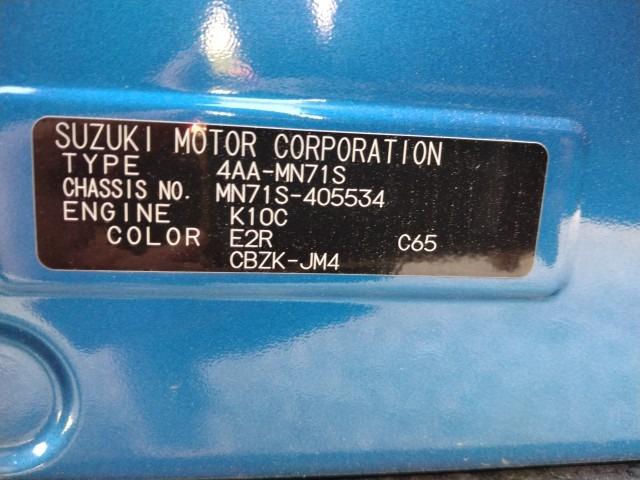 SUZUKI MOTOR CORPORATION
TYPE 4AA-MN71S
CHASSIS NO. MN71S-405534
ENGINE K10C
COLOR E2R C65
CBZK-JM4